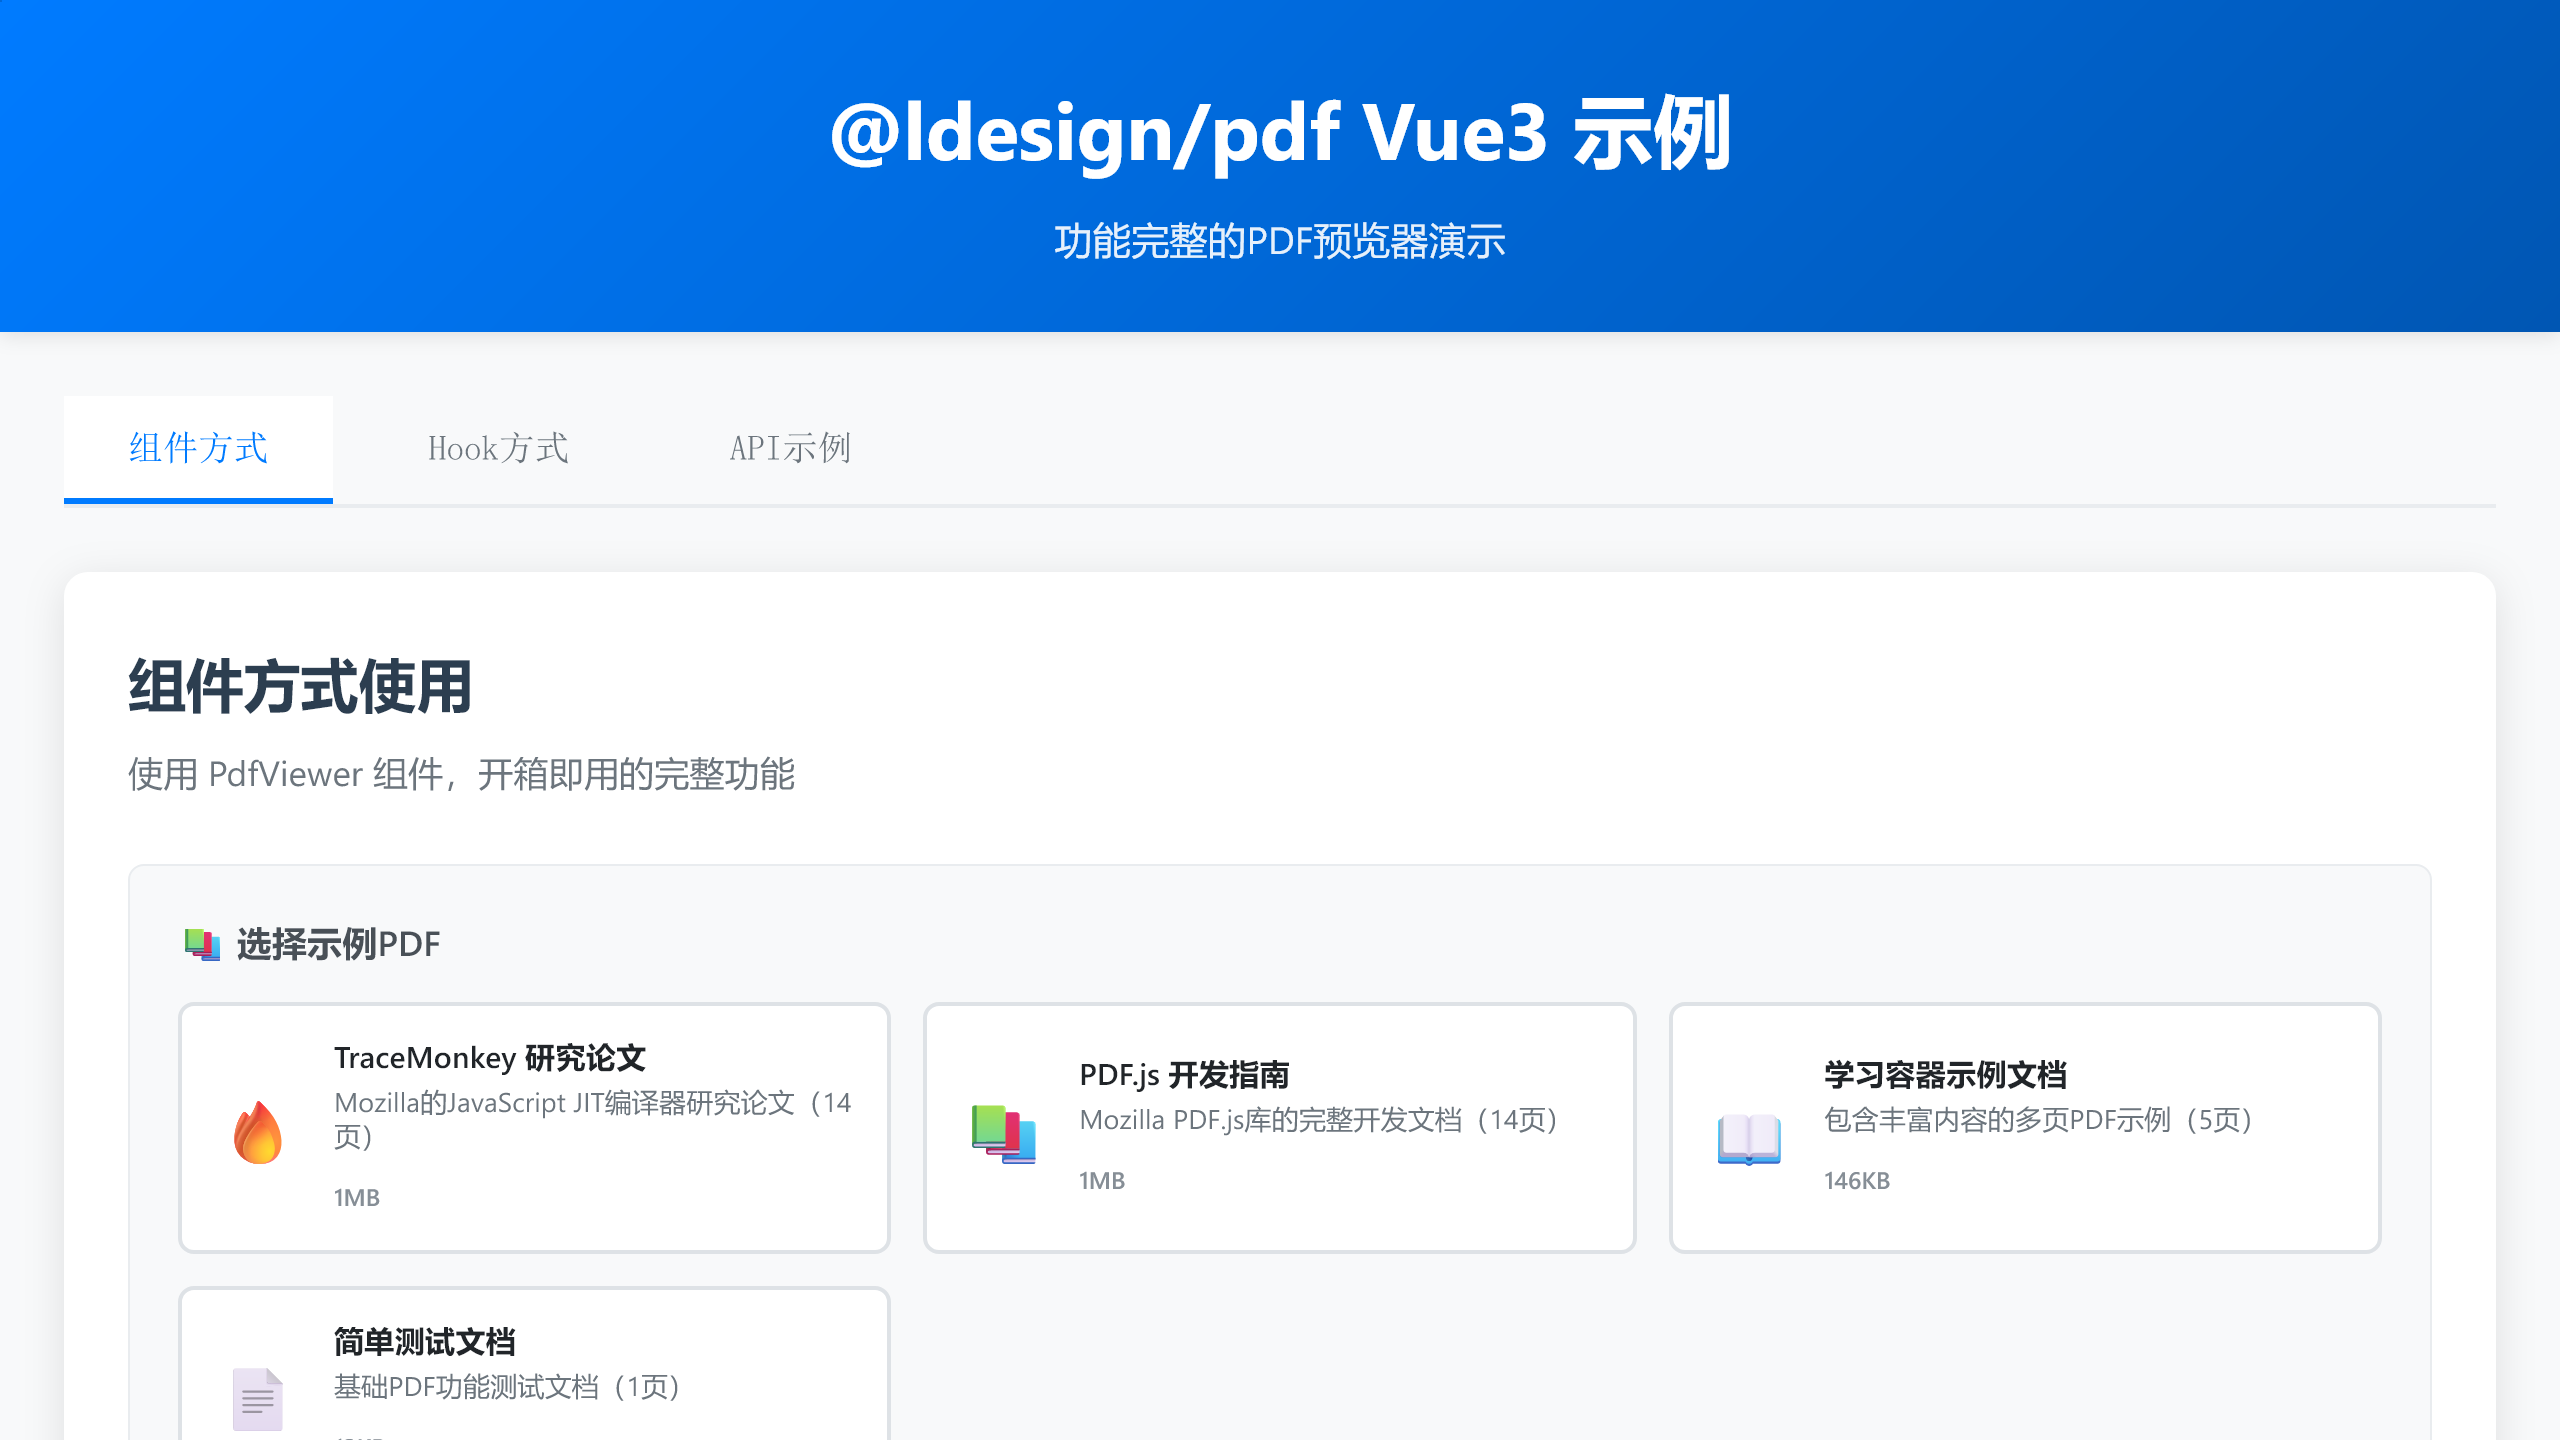 @ldesign/pdf Vue3 示例
功能完整的PDF预览器演示
组件方式
Hook方式
API示例
组件方式使用
使用 PdfViewer 组件，开箱即用的完整功能
选择示例PDF
TraceMonkey 研究论文
Mozilla的JavaScript JIT编译器研究论文（14
页）
1MB
PDF.js 开发指南
Mozilla PDF.js库的完整开发文档（14页）
1MB
学习容器示例文档
包含丰富内容的多页PDF示例（5页）
146KB
简单测试文档
基础PDF功能测试文档（1页）